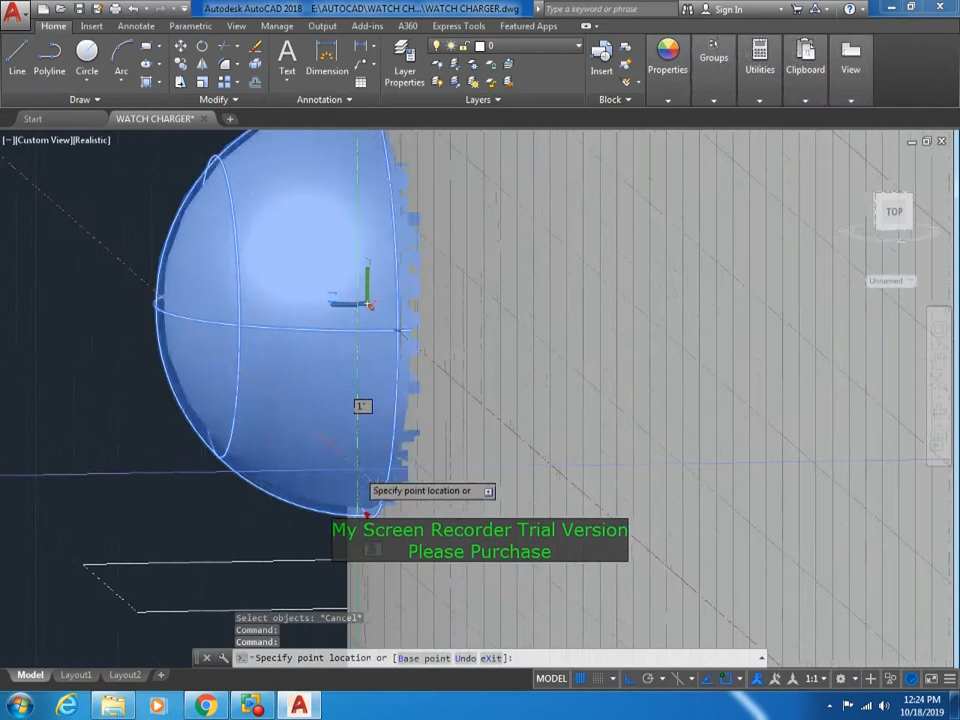 Autodesk AutoCAD 2018 E:\AUTOCAD\WATCH CH...\WATCH CHARGER.dwg
Type a keyword or phrase
Sign In
Home Insert Annotate Parametric View Manage Output Add-ins A360 Express Tools Featured Apps
Line Polyline Circle Arc
Text Dimension
Layer Properties
0
Insert
Properties Groups Utilities Clipboard View
Draw Modify Annotation Layers Block
Start WATCH CHARGER*
[−][Custom View][Realistic]
TOP
Unnamed
1"
Specify point location or
My Screen Recorder Trial Version
Please Purchase
Select objects: *Cancel*
Command:
Command:
Specify point location or [Base point Undo eXit]:
Model Layout1 Layout2
MODEL
1:1
12:24 PM
10/18/2019